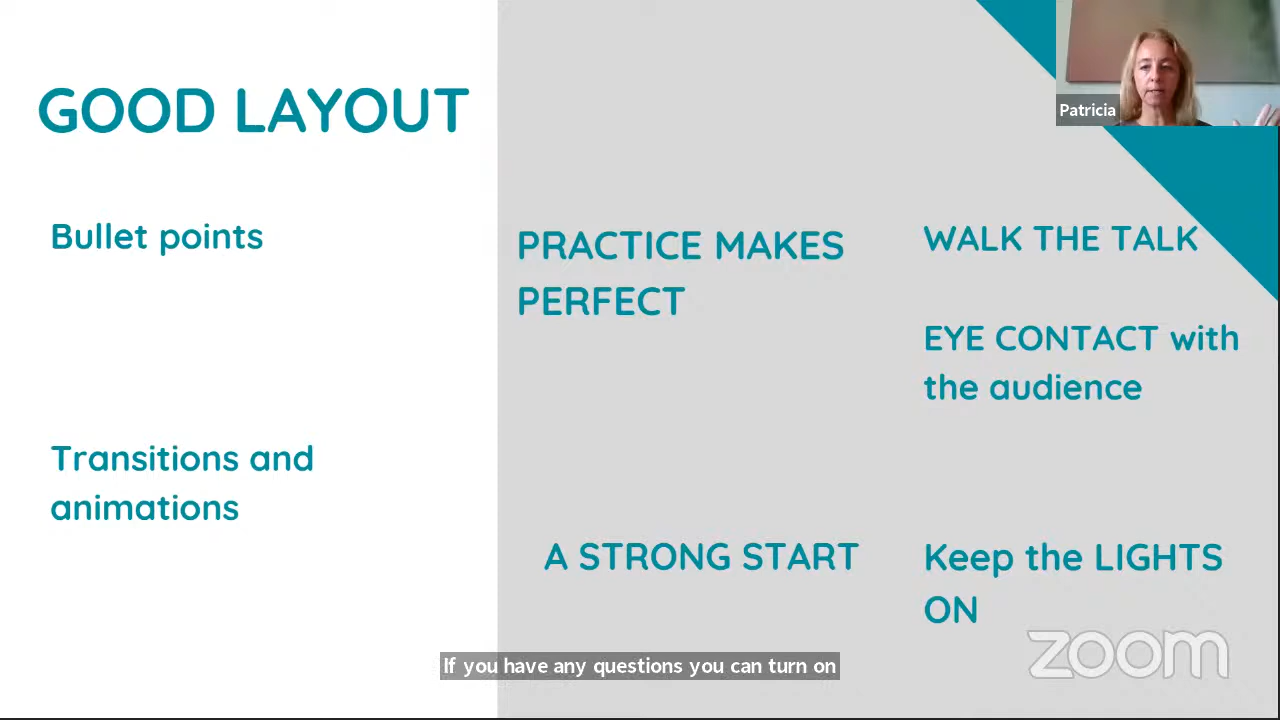 GOOD LAYOUT
Bullet points
Transitions and
animations
PRACTICE MAKES
PERFECT
A STRONG START
WALK THE TALK
EYE CONTACT with
the audience
Keep the LIGHTS
ON
Patricia
If you have any questions you can turn on
zoom